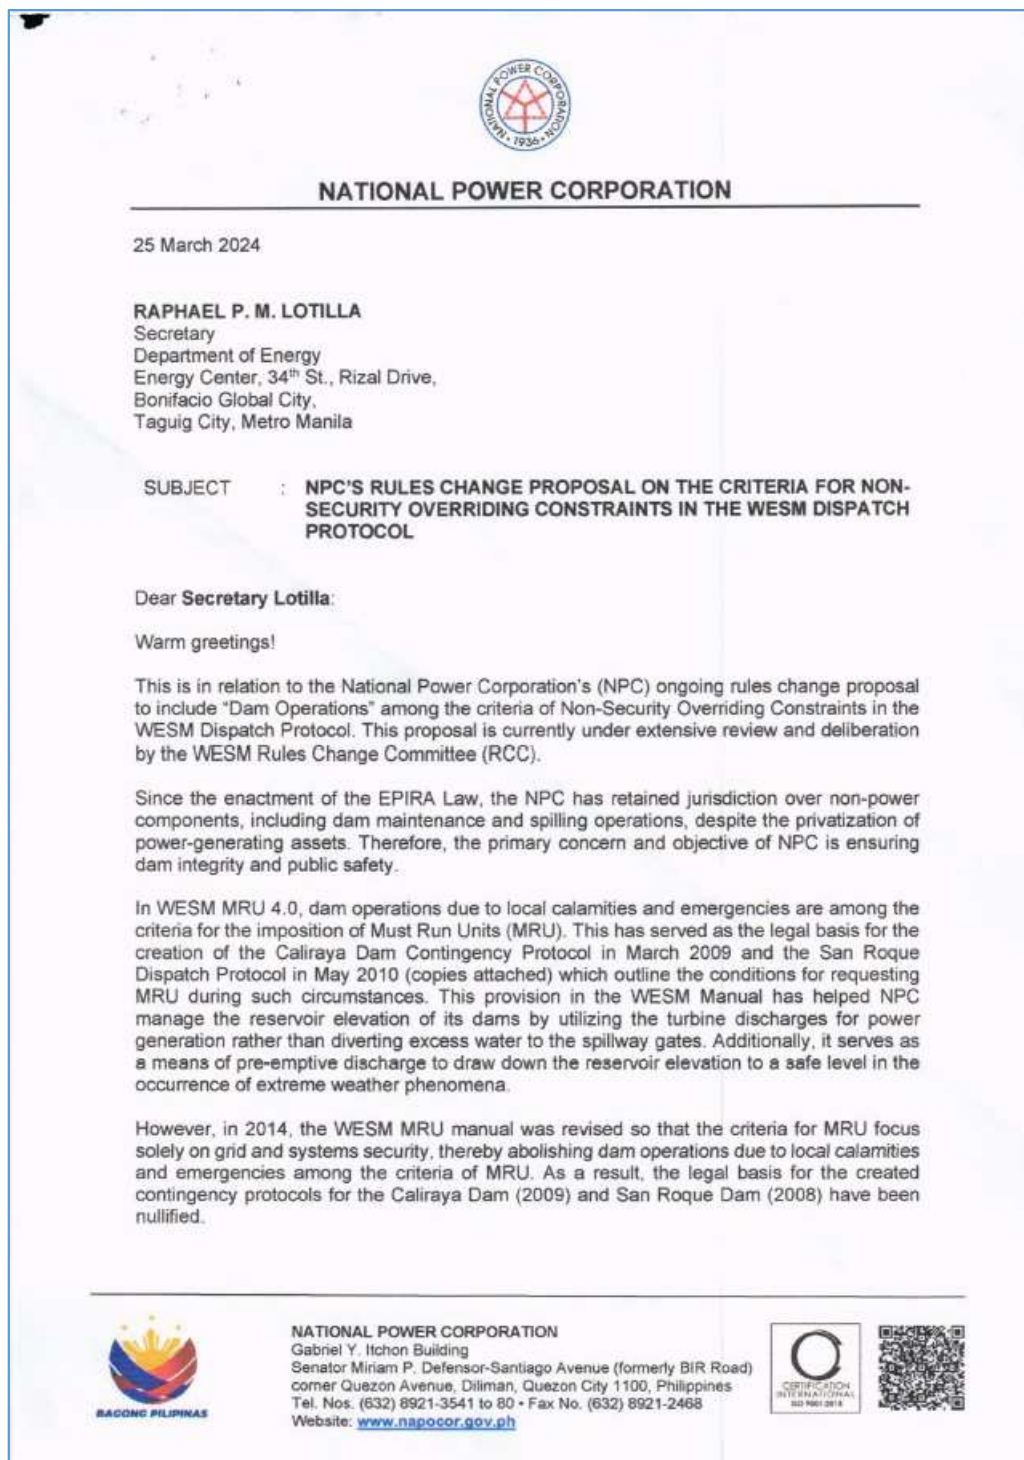 NATIONAL POWER CORPORATION
1936
NATIONAL POWER CORPORATION
25 March 2024
RAPHAEL P. M. LOTILLA
Secretary
Department of Energy
Energy Center, 34th St., Rizal Drive,
Bonifacio Global City,
Taguig City, Metro Manila
SUBJECT : NPC'S RULES CHANGE PROPOSAL ON THE CRITERIA FOR NON-
SECURITY OVERRIDING CONSTRAINTS IN THE WESM DISPATCH
PROTOCOL
Dear Secretary Lotilla:
Warm greetings!
This is in relation to the National Power Corporation's (NPC) ongoing rules change proposal
to include “Dam Operations” among the criteria of Non-Security Overriding Constraints in the
WESM Dispatch Protocol. This proposal is currently under extensive review and deliberation
by the WESM Rules Change Committee (RCC).
Since the enactment of the EPIRA Law, the NPC has retained jurisdiction over non-power
components, including dam maintenance and spilling operations, despite the privatization of
power-generating assets. Therefore, the primary concern and objective of NPC is ensuring
dam integrity and public safety.
In WESM MRU 4.0, dam operations due to local calamities and emergencies are among the
criteria for the imposition of Must Run Units (MRU). This has served as the legal basis for the
creation of the Caliraya Dam Contingency Protocol in March 2009 and the San Roque
Dispatch Protocol in May 2010 (copies attached) which outline the conditions for requesting
MRU during such circumstances. This provision in the WESM Manual has helped NPC
manage the reservoir elevation of its dams by utilizing the turbine discharges for power
generation rather than diverting excess water to the spillway gates. Additionally, it serves as
a means of pre-emptive discharge to draw down the reservoir elevation to a safe level in the
occurrence of extreme weather phenomena.
However, in 2014, the WESM MRU manual was revised so that the criteria for MRU focus
solely on grid and systems security, thereby abolishing dam operations due to local calamities
and emergencies among the criteria of MRU. As a result, the legal basis for the created
contingency protocols for the Caliraya Dam (2009) and San Roque Dam (2008) have been
nullified.
NATIONAL POWER CORPORATION
Gabriel Y. Itchon Building
Senator Miriam P. Defensor-Santiago Avenue (formerly BIR Road)
corner Quezon Avenue, Diliman, Quezon City 1100, Philippines
Tel. Nos. (632) 8921-3541 to 80 • Fax No. (632) 8921-2468
Website: www.napocor.gov.ph
BAGONG PILIPINAS
CERTIFICATION
INTERNATIONAL
ISO 9001:2015